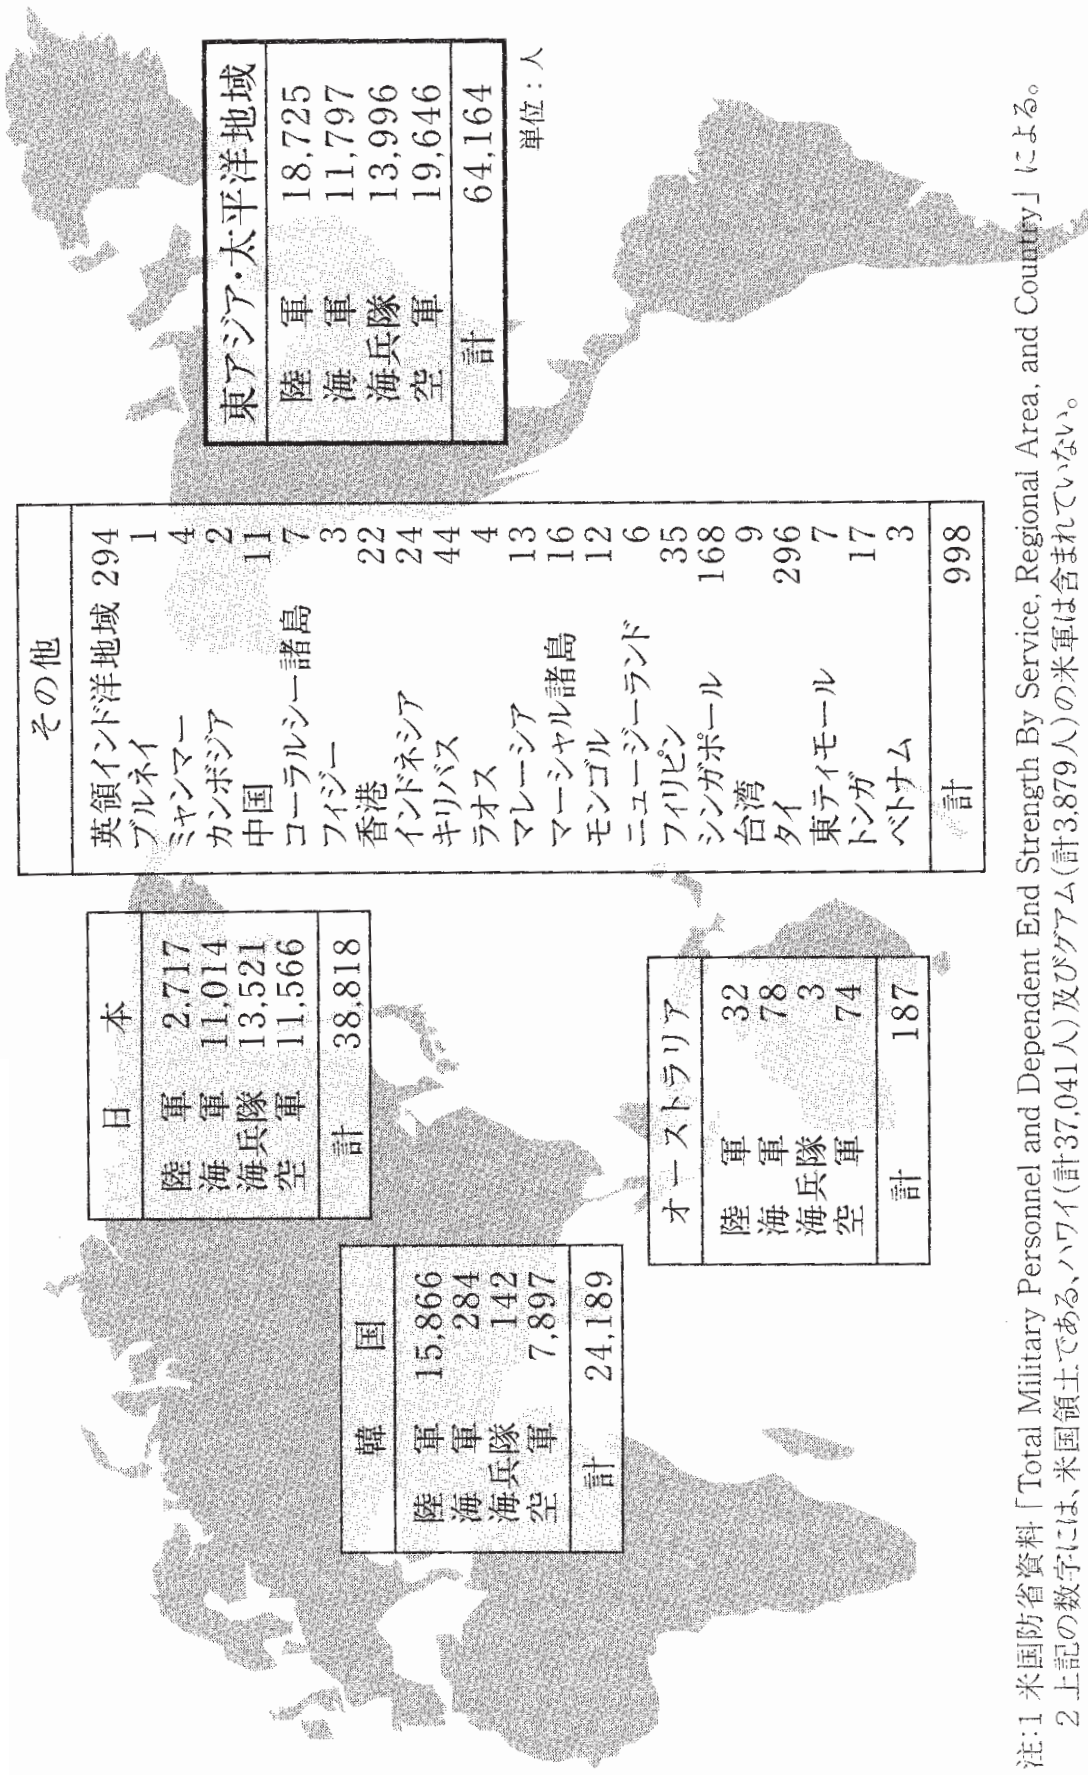 韓国
陸軍 15,866
海軍 284
海兵隊 142
空軍 7,897
計 24,189
日本
陸軍 2,717
海軍 11,014
海兵隊 13,521
空軍 11,566
計 38,818
オーストラリア
陸軍 32
海軍 78
海兵隊 3
空軍 74
計 187
その他
英領インド洋地域 294
ブルネイ 1
ミャンマー 4
カンボジア 2
中国 11
コーラルシー諸島 7
フィジー 3
香港 22
インドネシア 24
キリバス 44
ラオス 4
マレーシア 13
マーシャル諸島 16
モンゴル 12
ニュージーランド 6
フィリピン 35
シンガポール 168
台湾 9
タイ 296
東ティモール 7
トンガ 17
ベトナム 3
計 998
東アジア・太平洋地域
陸軍 18,725
海軍 11,797
海兵隊 13,996
空軍 19,646
計 64,164
単位：人
注:1 米国防省資料「Total Military Personnel and Dependent End Strength By Service, Regional Area, and Country」による。
2 上記の数字には、米国領土である、ハワイ(計37,041人)及びグアム(計3,879人)の米軍は含まれていない。